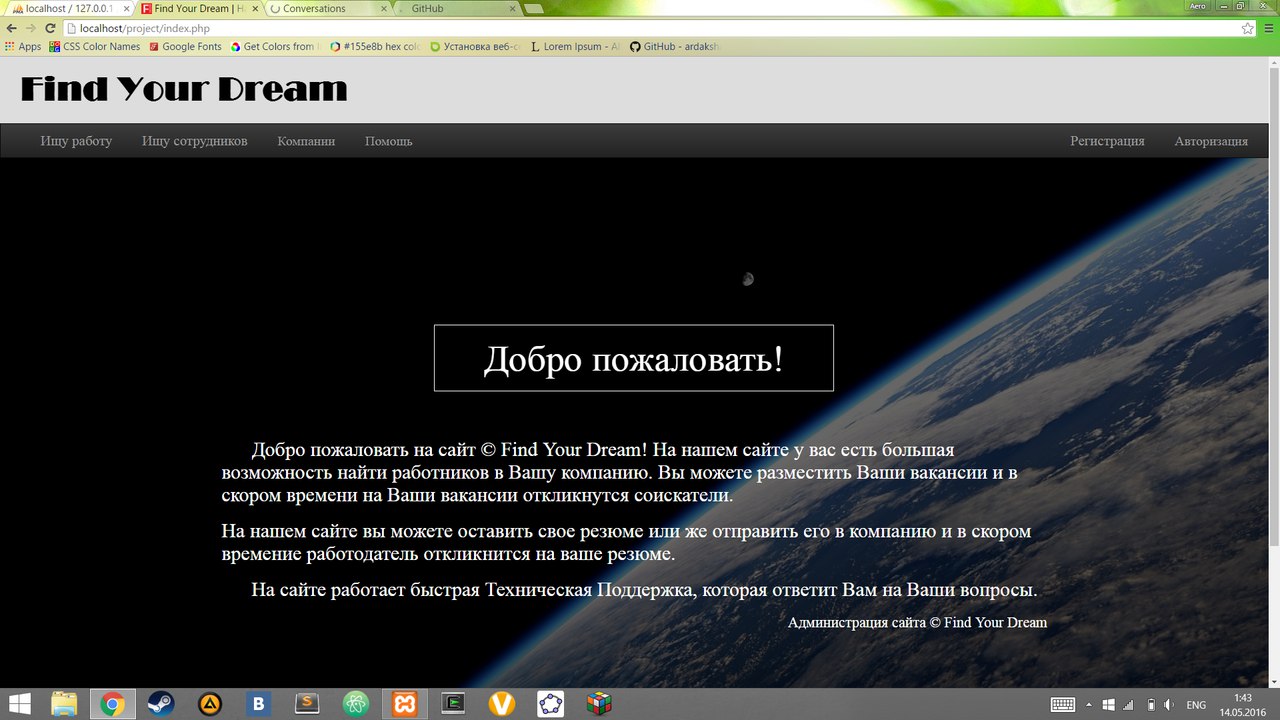 localhost / 127.0.0.1
Find Your Dream | 
Conversations
GitHub
Aero
localhost/project/index.php
Apps
CSS Color Names
Google Fonts
Get Colors from
#155e8b hex col
Установка веб-с
Lorem Ipsum - Al
GitHub - ardaksh
Find Your Dream
Ищу работу
Ищу сотрудников
Компании
Помощь
Регистрация
Авторизация
Добро пожаловать!
Добро пожаловать на сайт © Find Your Dream! На нашем сайте у вас есть большая
возможность найти работников в Вашу компанию. Вы можете разместить Ваши вакансии и в
скором времени на Ваши вакансии откликнутся соискатели.
На нашем сайте вы можете оставить свое резюме или же отправить его в компанию и в скором
время работодатель откликнится на ваше резюме.
На сайте работает быстрая Техническая Поддержка, которая ответит Вам на Ваши вопросы.
Администрация сайта © Find Your Dream
ENG
1:43
14.05.2016